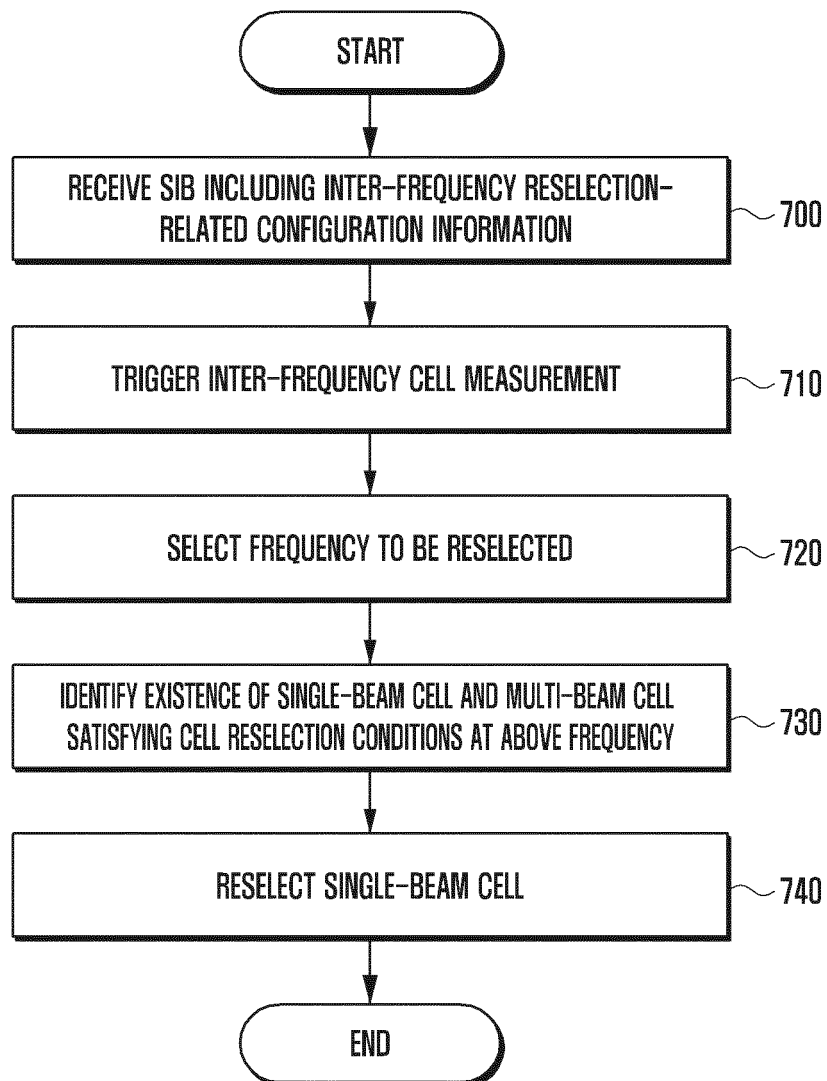 START
RECEIVE SIB INCLUDING INTER-FREQUENCY RESELECTION-
RELATED CONFIGURATION INFORMATION
700
TRIGGER INTER-FREQUENCY CELL MEASUREMENT
710
SELECT FREQUENCY TO BE RESELECTED
720
IDENTIFY EXISTENCE OF SINGLE-BEAM CELL AND MULTI-BEAM CELL
SATISFYING CELL RESELECTION CONDITIONS AT ABOVE FREQUENCY
730
RESELECT SINGLE-BEAM CELL
740
END